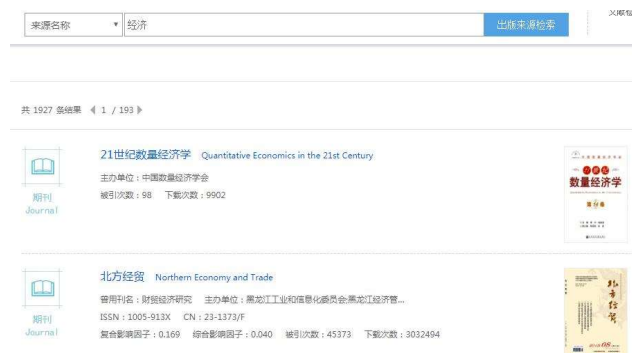 来源名称 经济 出版来源检索
共 1927 条结果 1 / 193
21世纪数量经济学 Quantitative Economics in the 21st Century
主办单位：中国数量经济学会
被引次数：98 下载次数：9902
期刊
Journal
数量经济学
北方经贸 Northern Economy and Trade
曾用刊名：财贸经济研究 主办单位：黑龙江工业和信息化委员会;黑龙江经济管...
ISSN：1005-913X CN：23-1373/F
复合影响因子：0.169 综合影响因子：0.040 被引次数：45373 下载次数：3032494
期刊
Journal
北方经贸